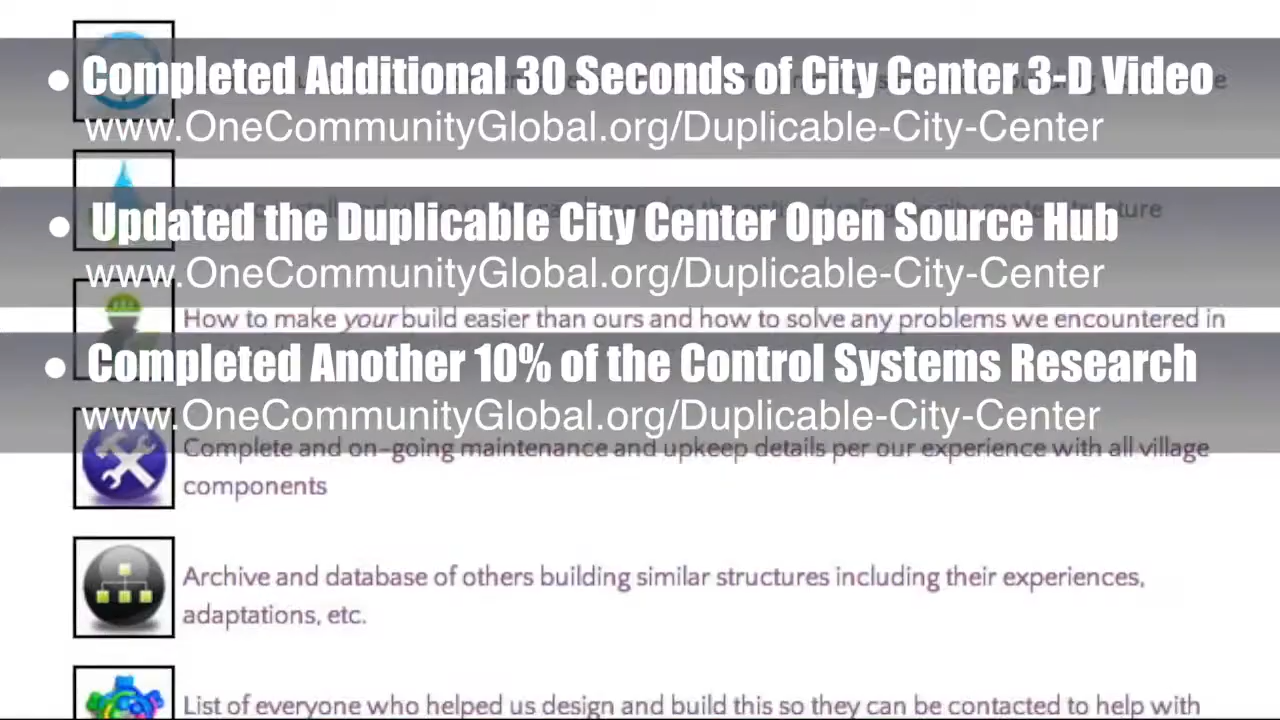 • Completed Additional 30 Seconds of City Center 3-D Video
www.OneCommunityGlobal.org/Duplicable-City-Center
• Updated the Duplicable City Center Open Source Hub
www.OneCommunityGlobal.org/Duplicable-City-Center
How to make your build easier than ours and how to solve any problems we encountered in
• Completed Another 10% of the Control Systems Research
www.OneCommunityGlobal.org/Duplicable-City-Center
Complete and on-going maintenance and upkeep details per our experience with all village
components
Archive and database of others building similar structures including their experiences,
adaptations, etc.
List of everyone who helped us design and build this so they can be contacted to help with